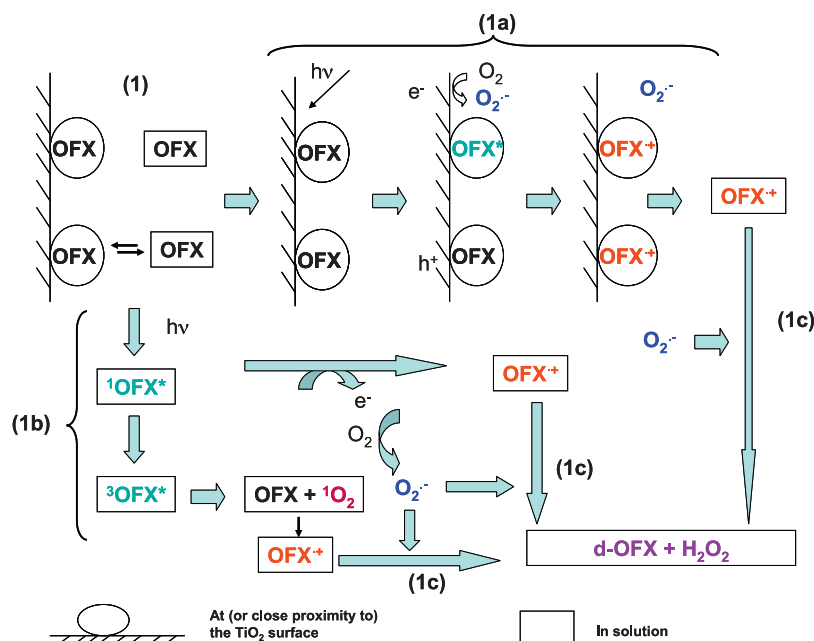 (1a)
(1)
hν
e⁻
O₂
O₂·⁻
O₂·⁻
OFX
OFX
OFX
OFX*
OFX·⁺
OFX·⁺
OFX
OFX
OFX
h⁺
OFX
OFX·⁺
hν
O₂·⁻
(1c)
¹OFX*
e⁻
OFX·⁺
(1b)
O₂
(1c)
³OFX*
OFX + ¹O₂
O₂·⁻
OFX·⁺
(1c)
d-OFX + H₂O₂
At (or close proximity to)
the TiO₂ surface
In solution